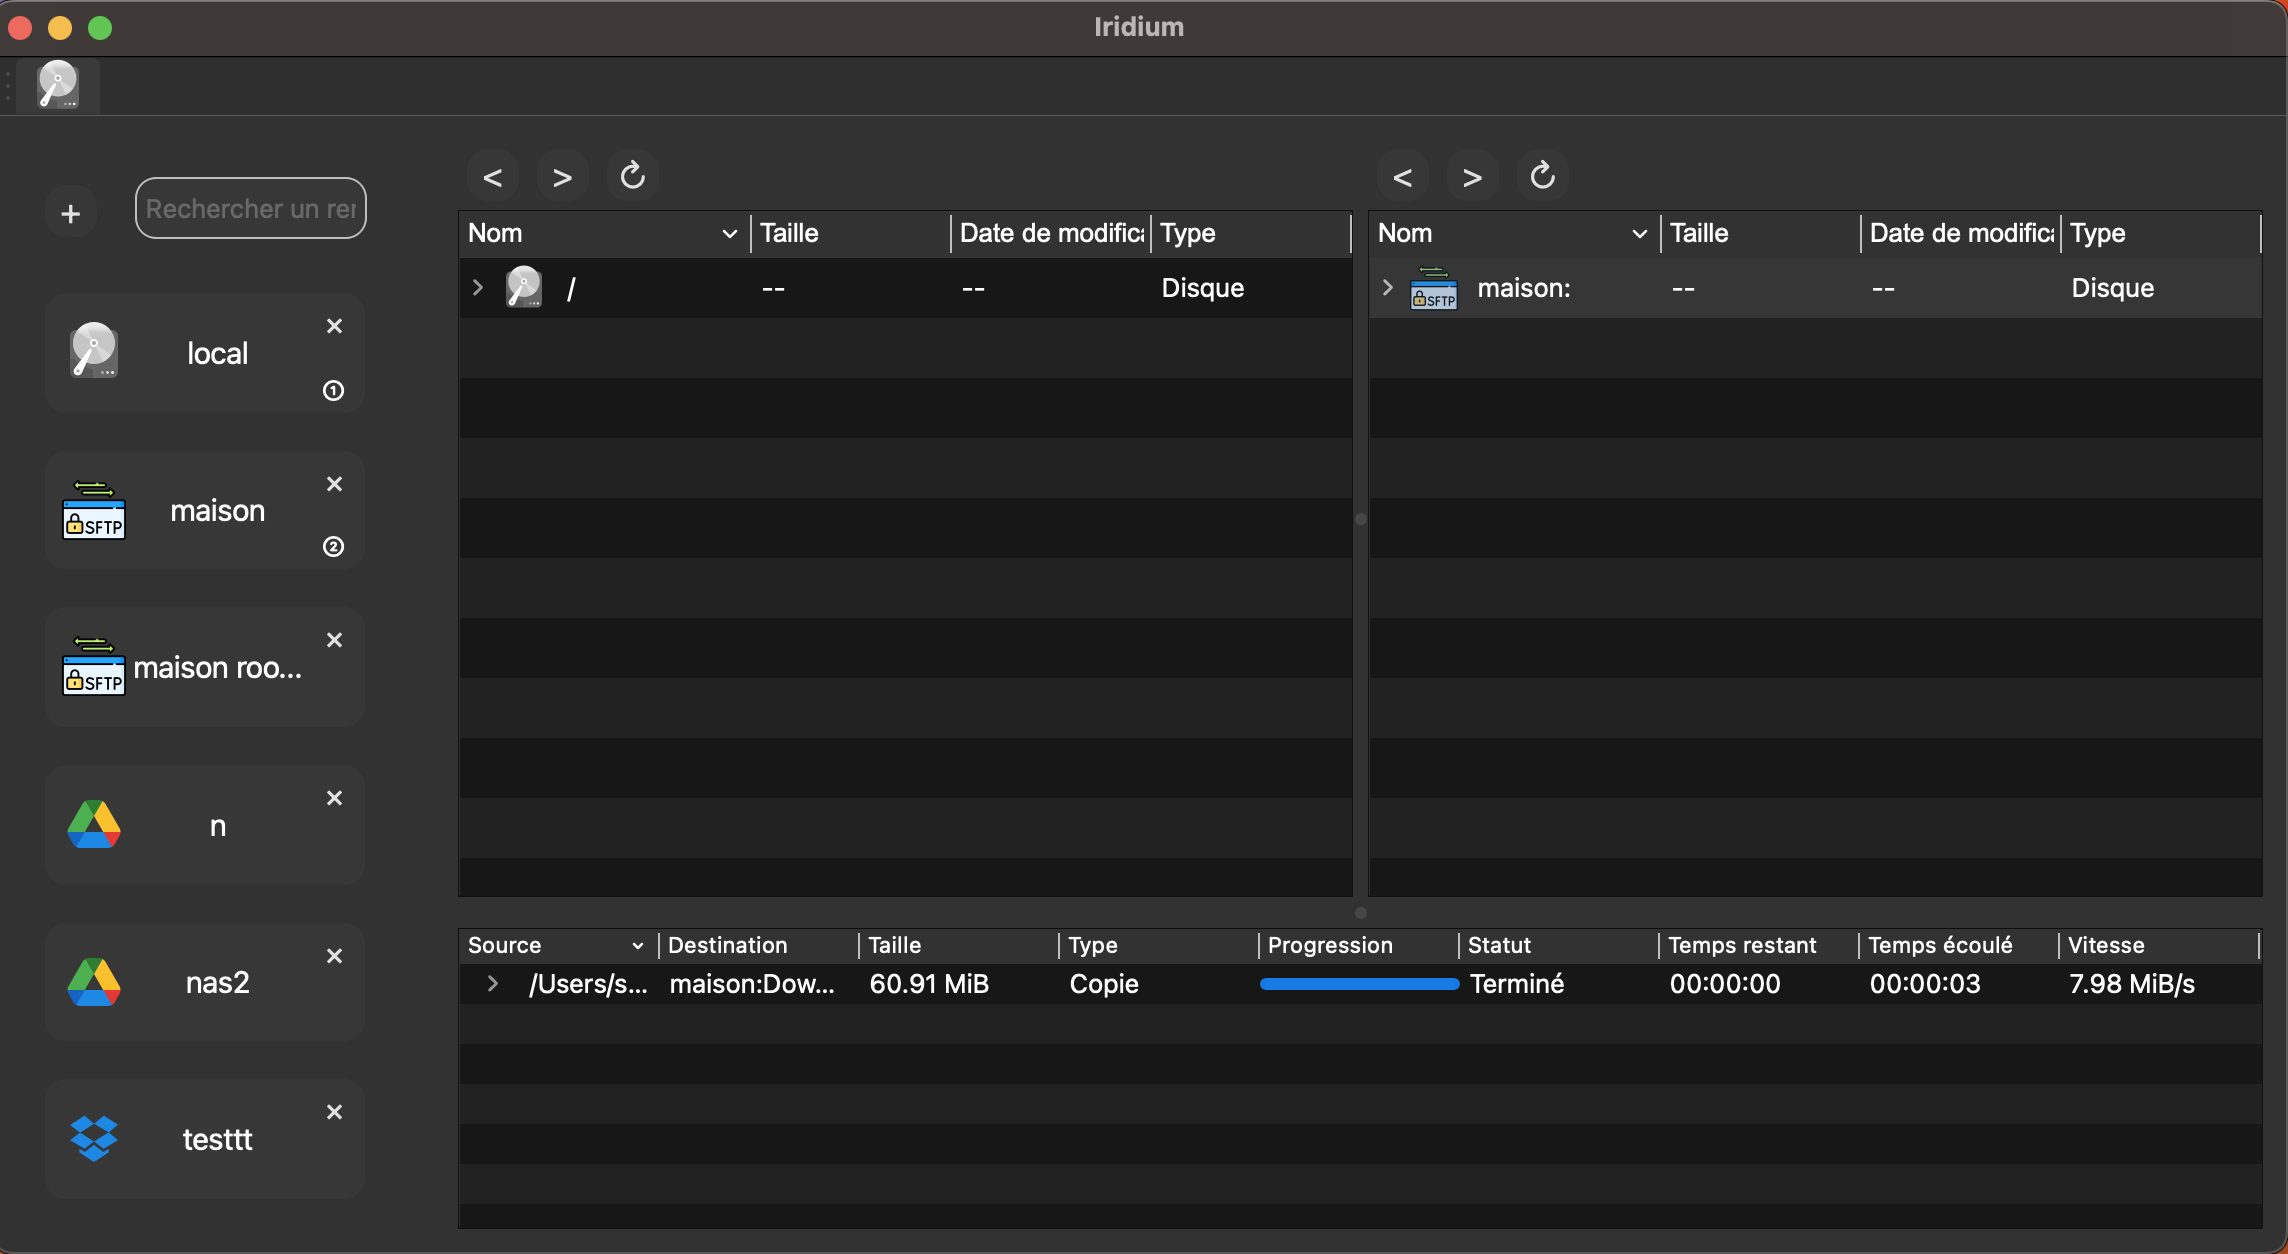 Iridium
< > < >
+ Rechercher un rer
Nom Taille Date de modifica Type
Nom Taille Date de modifica Type
/ -- -- Disque
SFTP maison: -- -- Disque
local
1
SFTP maison
2
SFTP maison roo...
n
nas2
testtt
Source Destination Taille Type Progression Statut Temps restant Temps écoulé Vitesse
/Users/s... maison:Dow... 60.91 MiB Copie Terminé 00:00:00 00:00:03 7.98 MiB/s